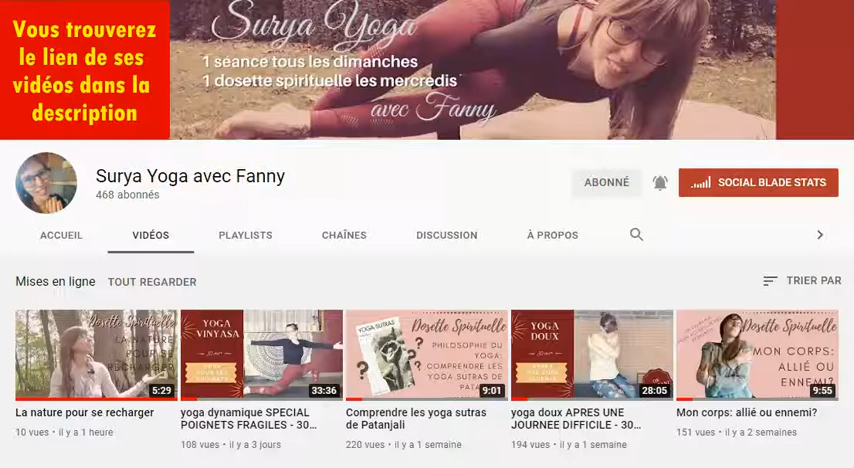 Vous trouverez
le lien de ses
vidéos dans la
description
Surya Yoga
1 séance tous les dimanches
1 dosette spirituelle les mercredis
avec Fanny
Surya Yoga avec Fanny
468 abonnés
ABONNÉ
SOCIAL BLADE STATS
ACCUEIL VIDÉOS PLAYLISTS CHAÎNES DISCUSSION À PROPOS
Mises en ligne TOUT REGARDER
TRIER PAR
Dosette Spirituelle
LA NATURE
POUR SE
RECHARGER
5:29
YOGA
VINYASA
33:36
YOGA SUTRAS
Dosette Spirituelle
PHILOSOPHIE DU
YOGA:
COMPRENDRE LES
YOGA SUTRAS DE
9:01
YOGA
DOUX
28:05
Dosette Spirituelle
MON CORPS:
ALLIÉ OU
ENNEMI?
9:55
La nature pour se recharger
10 vues • il y a 1 heure
yoga dynamique SPECIAL
POIGNETS FRAGILES - 30...
108 vues • il y a 3 jours
Comprendre les yoga sutras
de Patanjali
220 vues • il y a 1 semaine
yoga doux APRES UNE
JOURNEE DIFFICILE - 30...
194 vues • il y a 1 semaine
Mon corps: allié ou ennemi?
151 vues • il y a 2 semaines